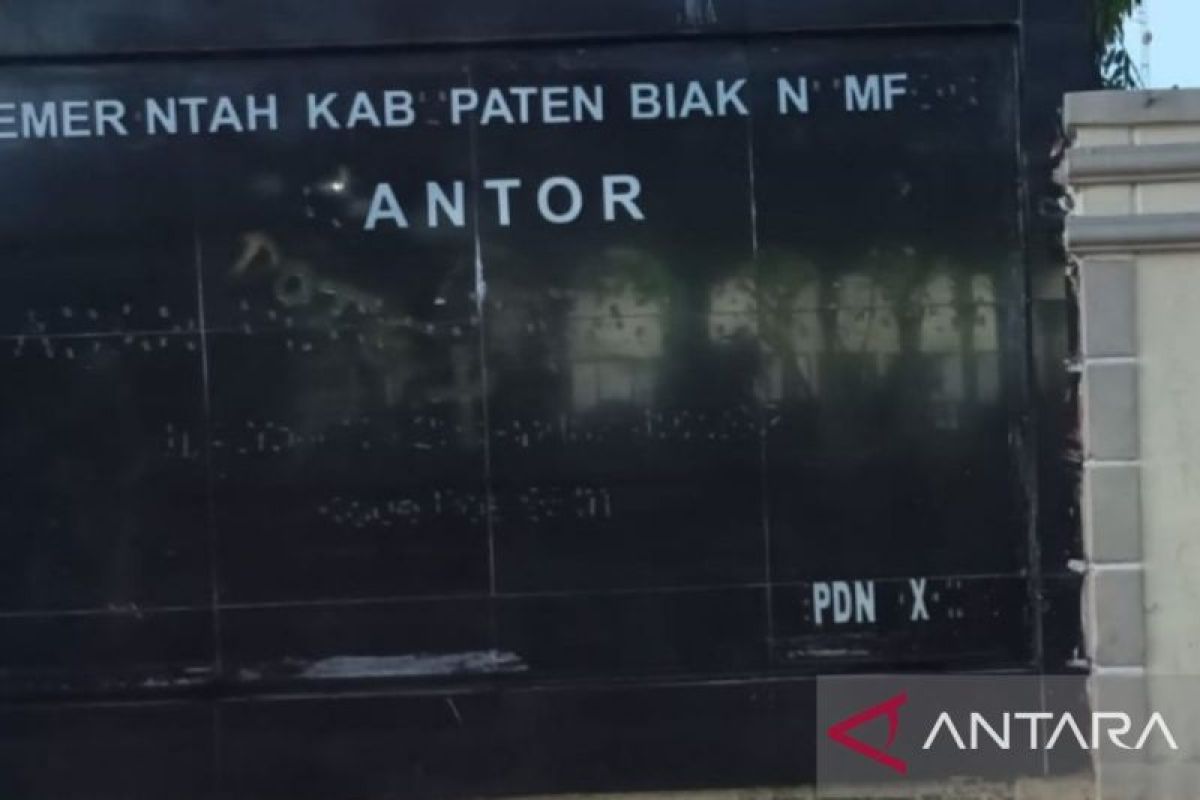 EMER NTAH KAB PATEN BIAK N MF
ANTOR
PDN X
ANTARA